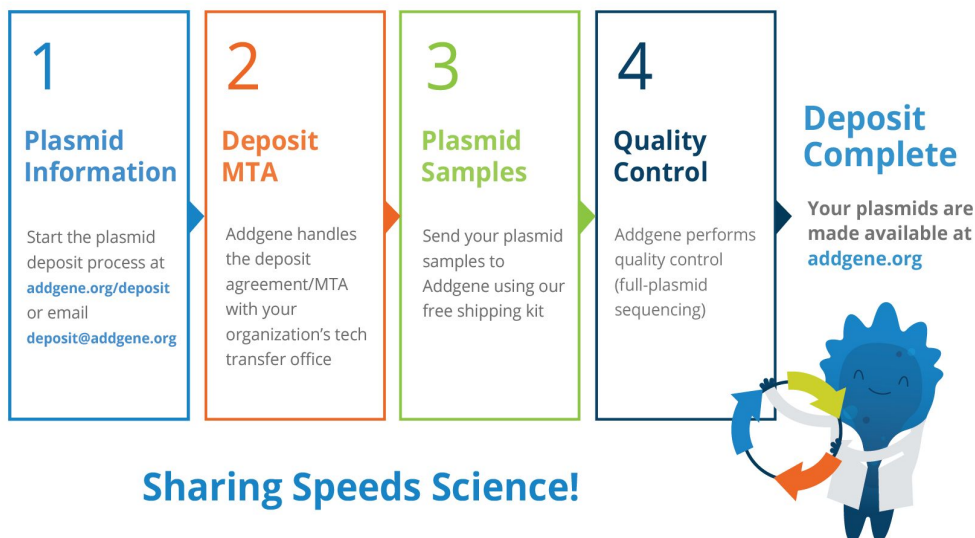 1
Plasmid
Information
Start the plasmid
deposit process at
addgene.org/deposit
or email
deposit@addgene.org
2
Deposit
MTA
Addgene handles
the deposit
agreement/MTA
with your
organization's tech
transfer office
3
Plasmid
Samples
Send your plasmid
samples to
Addgene using our
free shipping kit
4
Quality
Control
Addgene performs
quality control
(full-plasmid
sequencing)
Deposit
Complete
Your plasmids are
made available at
addgene.org
Sharing Speeds Science!